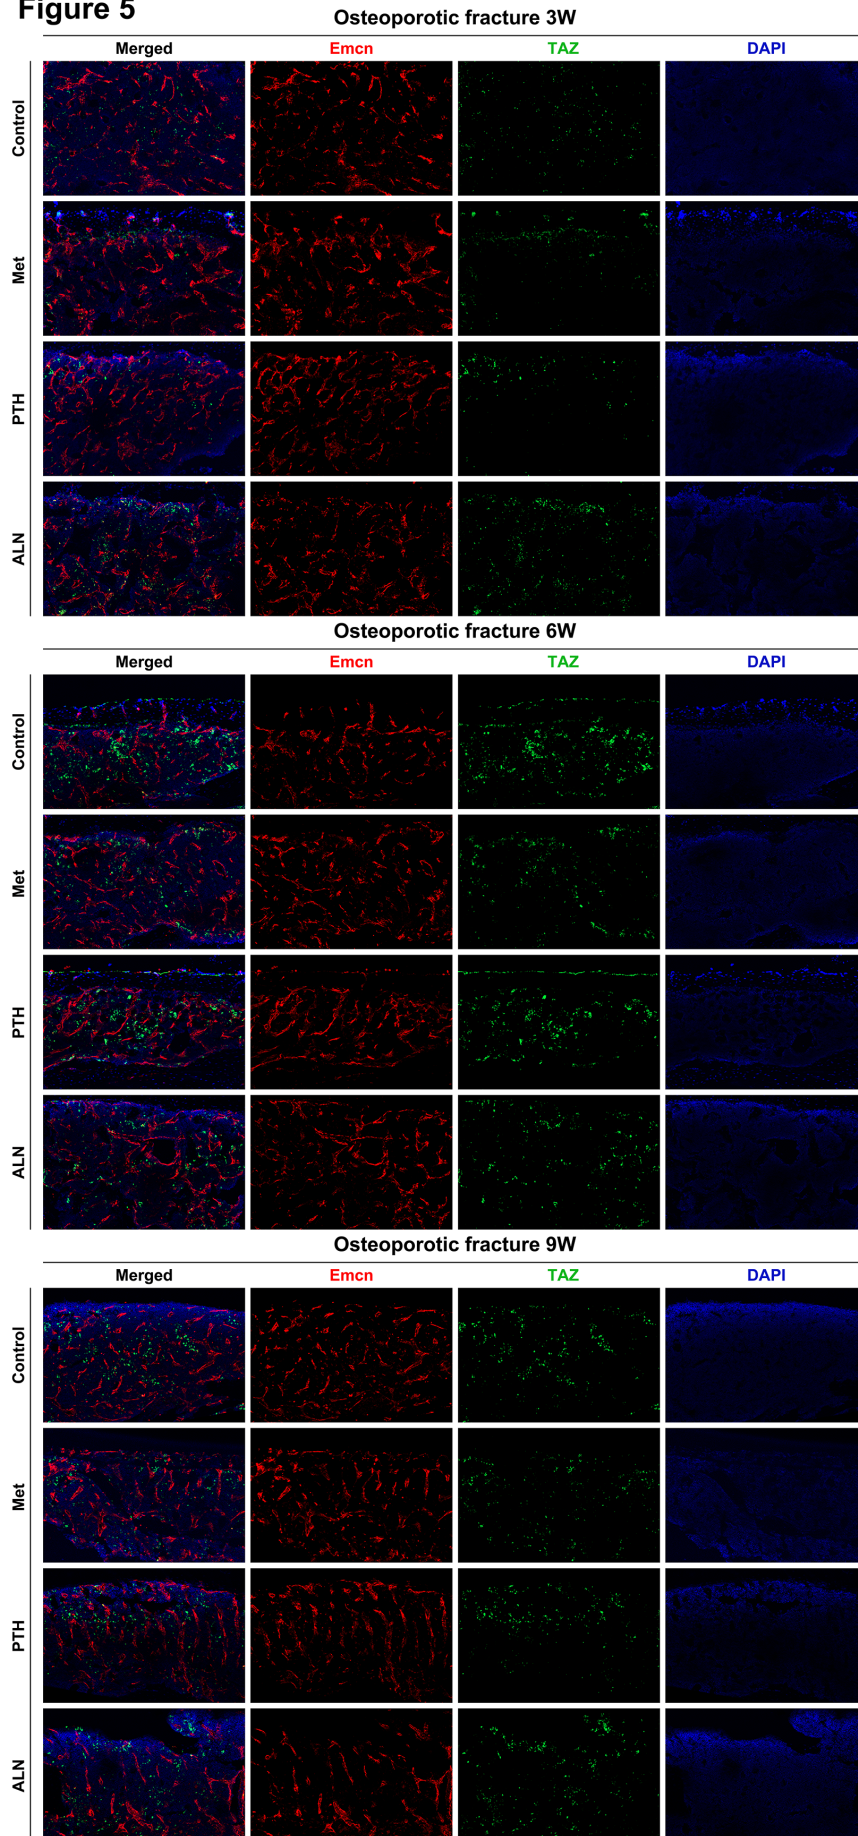 Figure 5
Osteoporotic fracture 3W
Merged Emcn TAZ DAPI
Control
Met
PTH
ALN
Osteoporotic fracture 6W
Merged Emcn TAZ DAPI
Control
Met
PTH
ALN
Osteoporotic fracture 9W
Merged Emcn TAZ DAPI
Control
Met
PTH
ALN